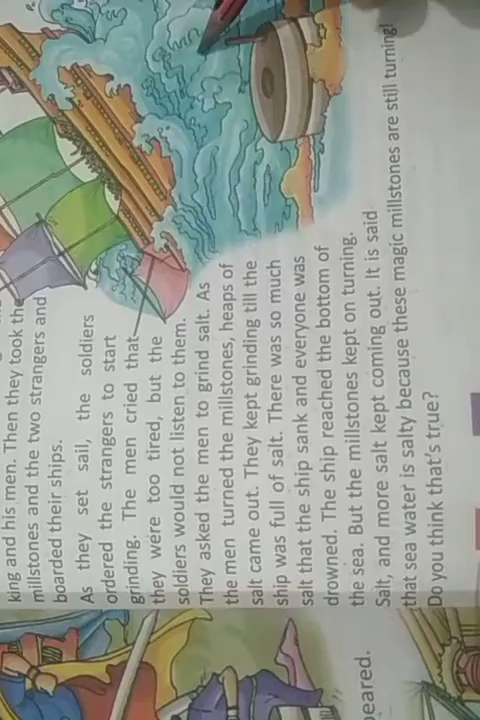 king and his men. Then they took the
millstones and the two strangers and
boarded their ships.
As they set sail, the soldiers
ordered the strangers to start
grinding. The men cried that
they were too tired, but the
soldiers would not listen to them.
They asked the men to grind salt. As
the men turned the millstones, heaps of
salt came out. They kept grinding till the
ship was full of salt. There was so much
salt that the ship sank and everyone was
drowned. The ship reached the bottom of
the sea. But the millstones kept on turning.
Salt, and more salt kept coming out. It is said
that sea water is salty because these magic millstones are still turning!
Do you think that's true?
peared.